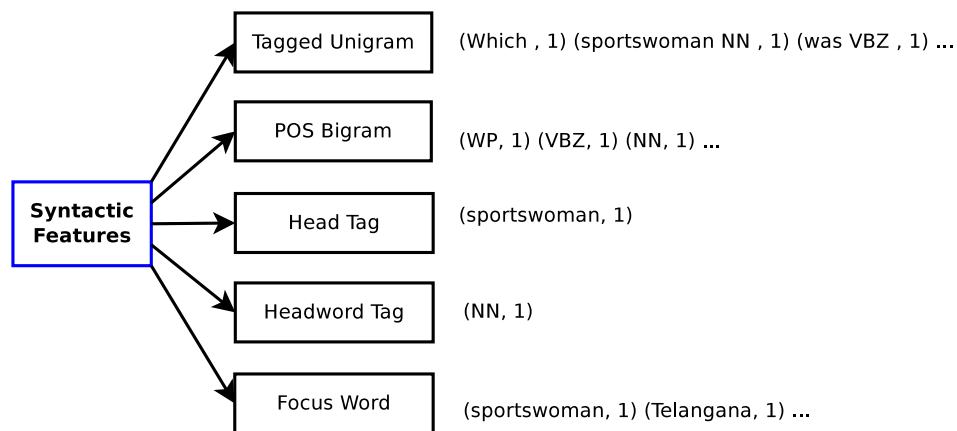 Tagged Unigram (Which , 1) (sportswoman NN , 1) (was VBZ , 1) ...
POS Bigram (WP, 1) (VBZ, 1) (NN, 1) ...
Syntactic
Features
Head Tag (sportswoman, 1)
Headword Tag (NN, 1)
Focus Word (sportswoman, 1) (Telangana, 1) ...